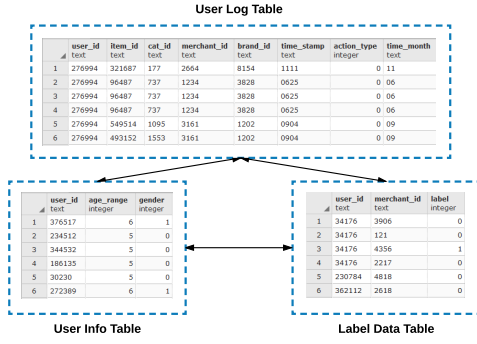 User Log Table
user_id item_id cat_id merchant_id brand_id time_stamp action_type time_month
text text text text text text integer text
1 276994 321687 177 2664 8154 1111 0 11
2 276994 96487 737 1234 3828 0625 0 06
3 276994 96487 737 1234 3828 0625 0 06
4 276994 96487 737 1234 3828 0625 0 06
5 276994 549514 1095 3161 1202 0904 0 09
6 276994 493152 1553 3161 1202 0904 0 09
user_id age_range gender
text integer integer
1 376517 6 1
2 234512 5 0
3 344532 5 0
4 186135 5 0
5 30230 5 0
6 272389 6 1
User Info Table
user_id merchant_id label
text text integer
1 34176 3906 0
2 34176 121 0
3 34176 4356 1
4 34176 2217 0
5 230784 4818 0
6 362112 2618 0
Label Data Table